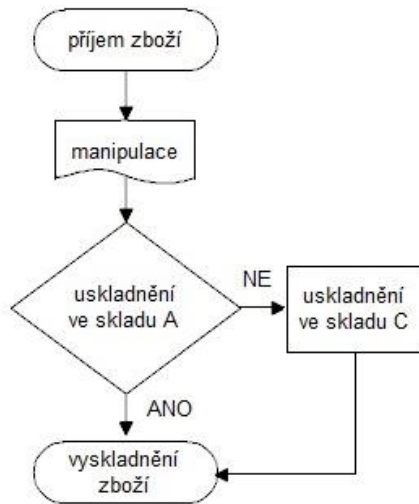 příjem zboží
manipulace
uskladnění
ve skladu A
NE
uskladnění
ve skladu C
ANO
vyskladnění
zboží